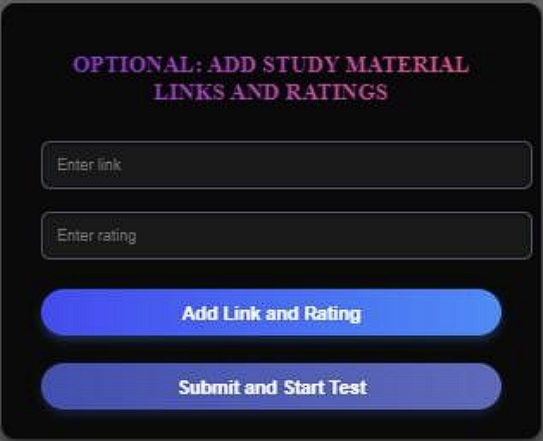 OPTIONAL: ADD STUDY MATERIAL
LINKS AND RATINGS
Enter link
Enter rating
Add Link and Rating
Submit and Start Test